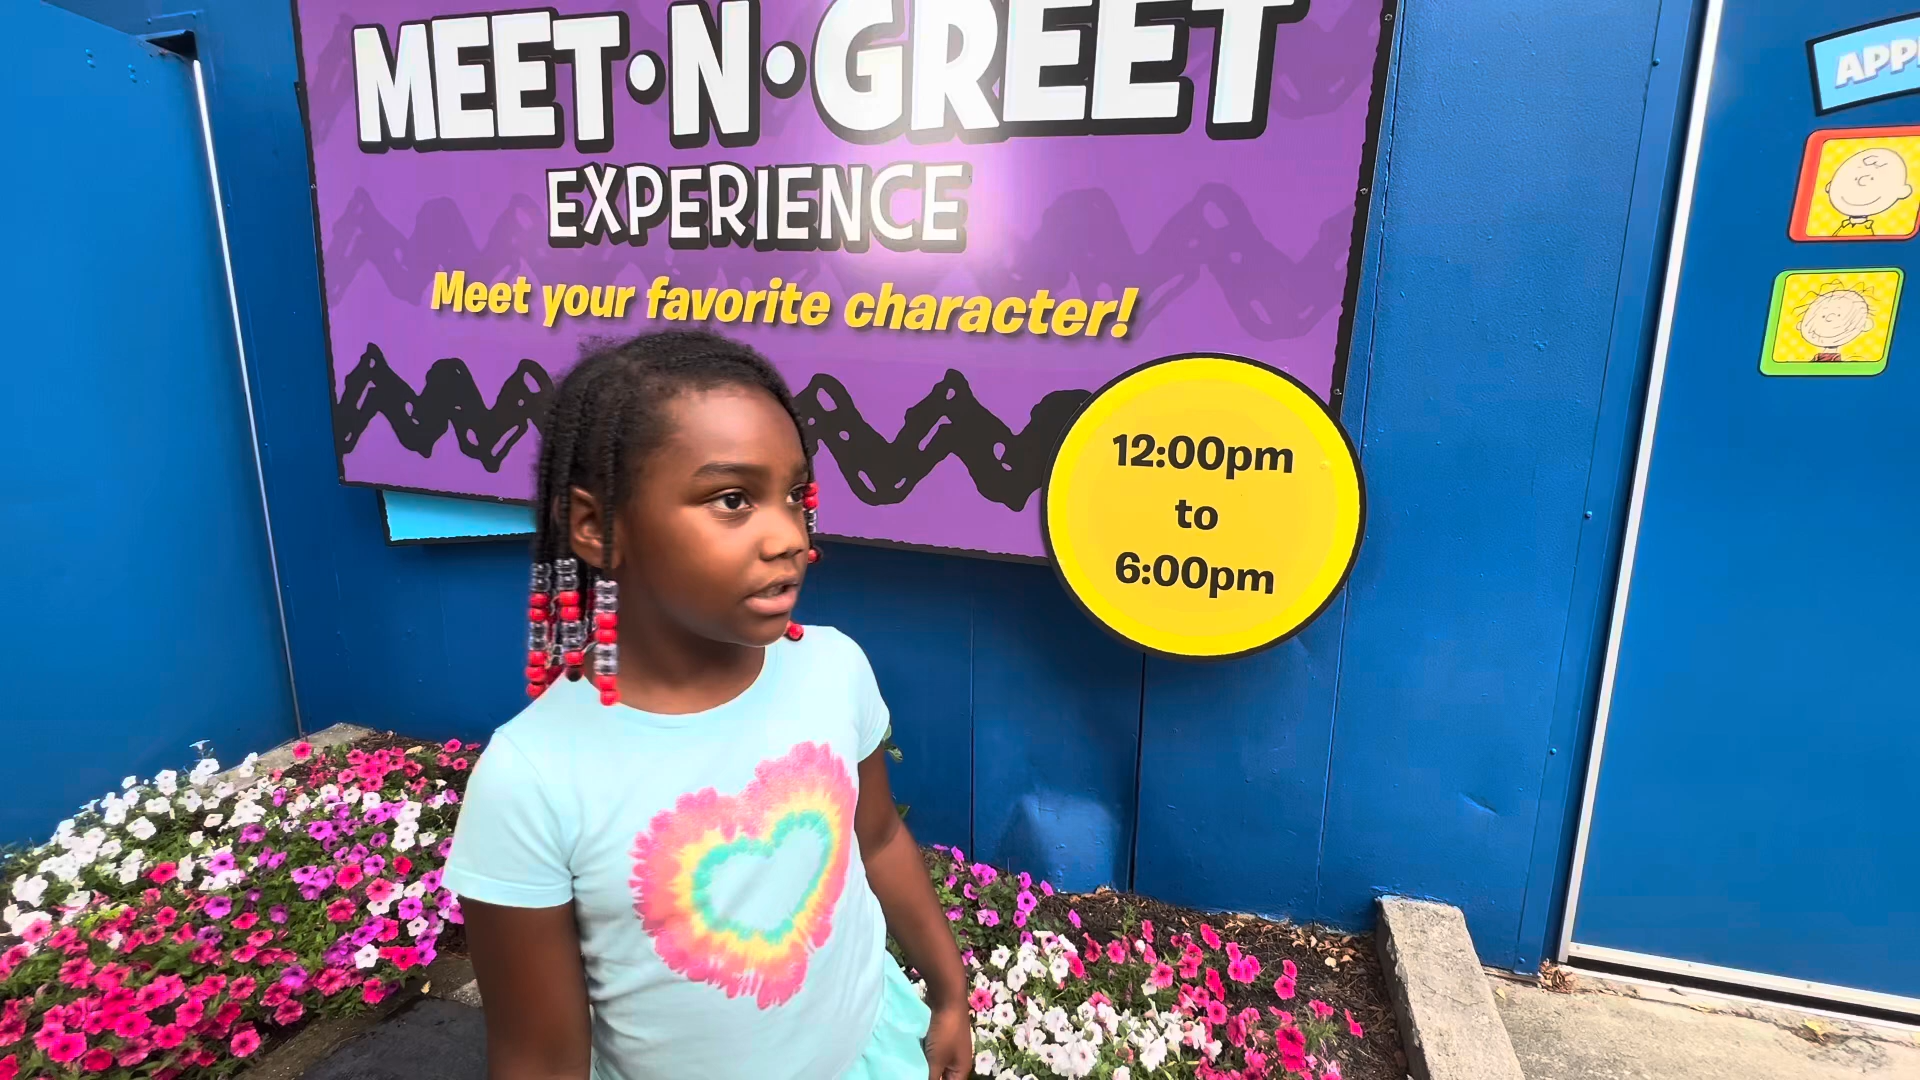 MEET·N·GREET
EXPERIENCE
Meet your favorite character!
12:00pm
to
6:00pm